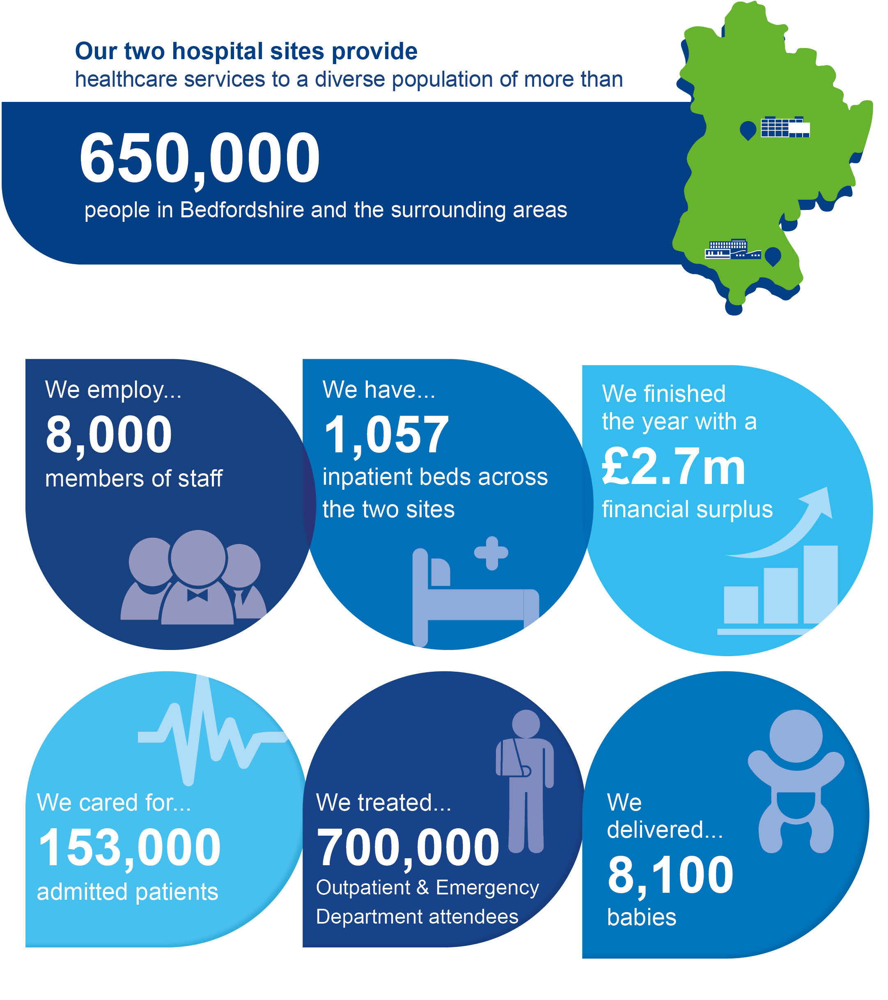 Our two hospital sites provide
healthcare services to a diverse population of more than
650,000
people in Bedfordshire and the surrounding areas
We employ...
8,000
members of staff
We have...
1,057
inpatient beds across
the two sites
We finished
the year with a
£2.7m
financial surplus
We cared for...
153,000
admitted patients
We treated...
700,000
Outpatient & Emergency
Department attendees
We
delivered...
8,100
babies